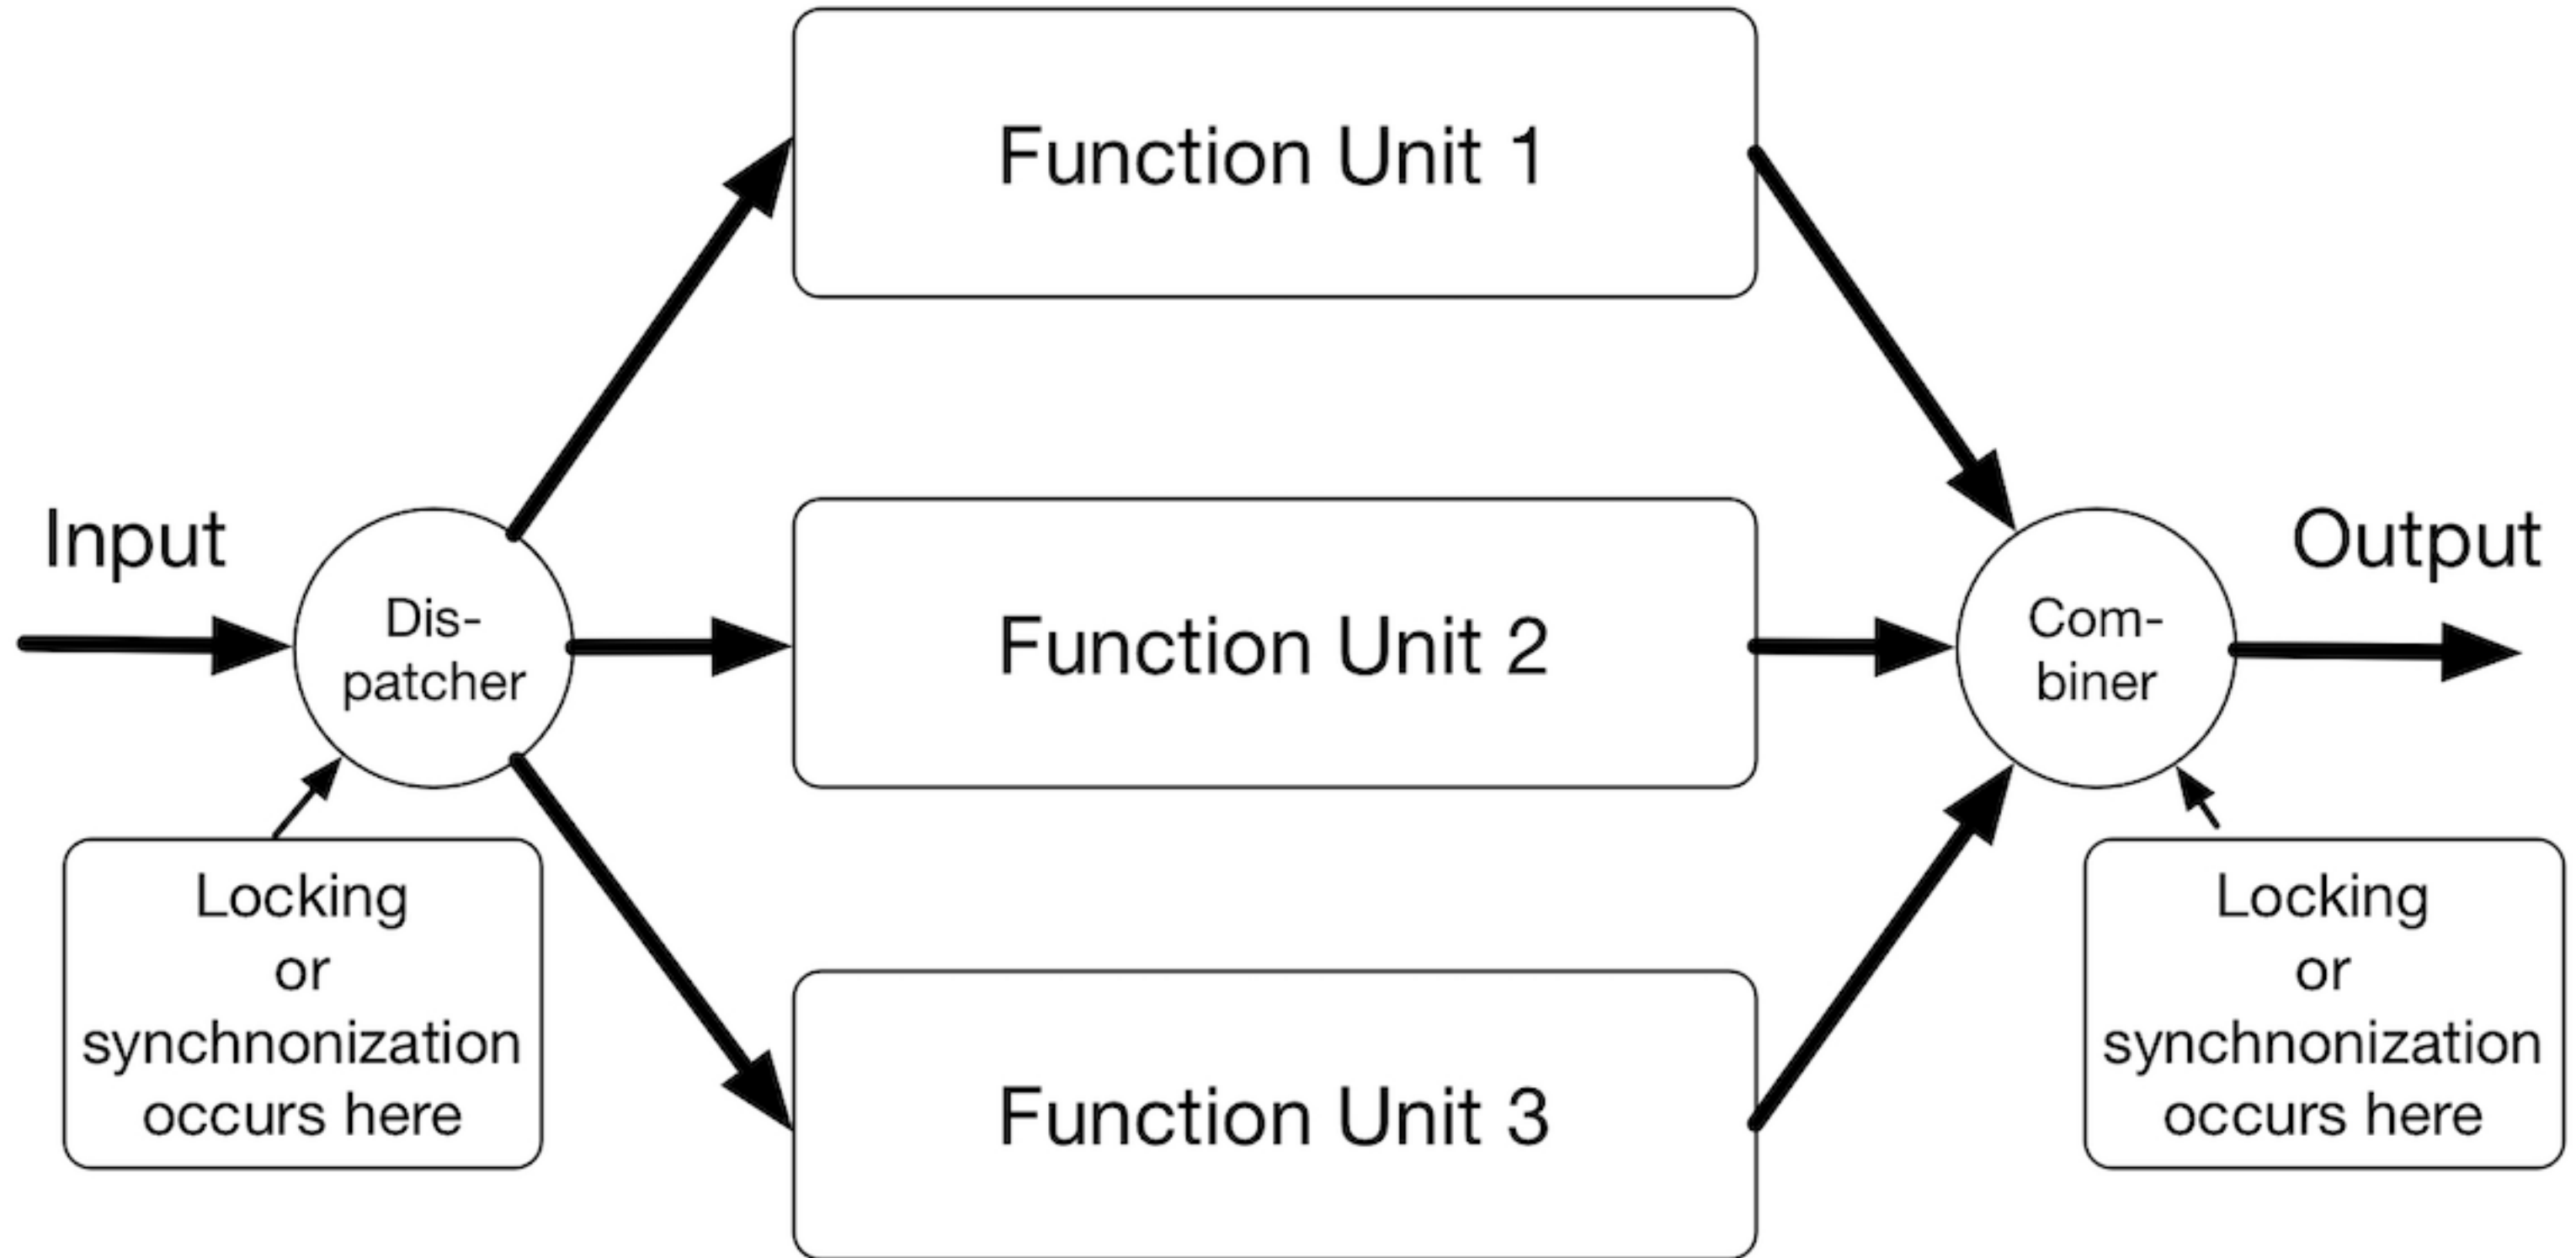 Function Unit 1
Input
Dis-
patcher
Function Unit 2
Com-
biner
Output
Locking
or
synchnonization
occurs here
Function Unit 3
Locking
or
synchnonization
occurs here